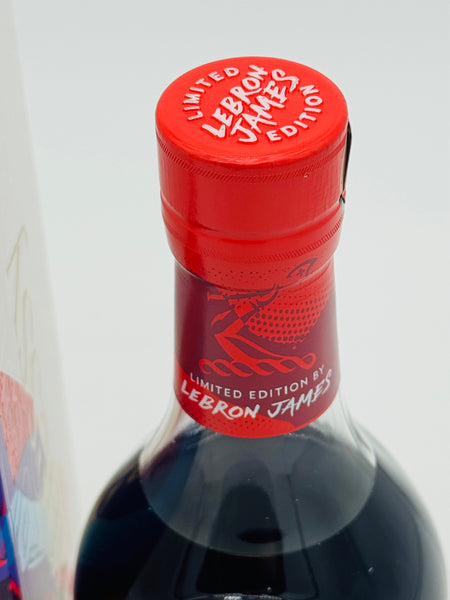 LIMITED
LEBRON
JAMES
EDITION
LIMITED EDITION BY
LEBRON JAMES